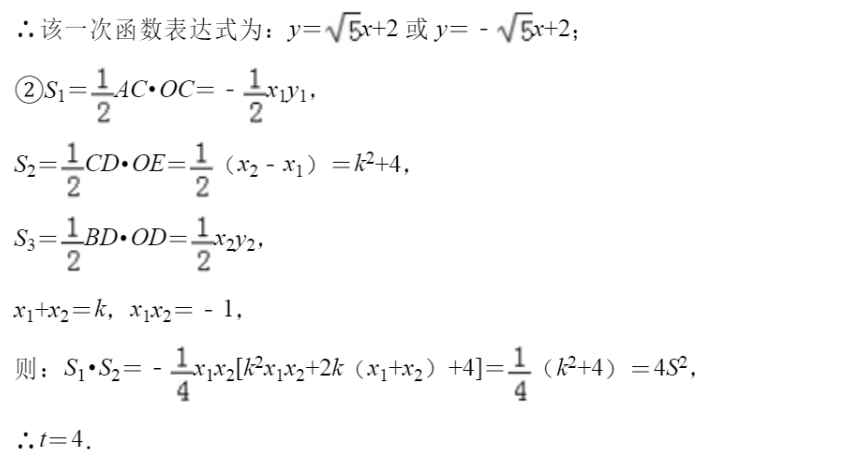 ∴该一次函数表达式为：y＝√5x+2 或 y＝﹣√5x+2；
②S₁＝1/2AC•OC＝﹣1/2x₁y₁，
S₂＝1/2CD•OE＝1/2（x₂﹣x₁）＝k²+4，
S₃＝1/2BD•OD＝1/2x₂y₂，
x₁+x₂＝k，x₁x₂＝﹣1，
则：S₁•S₂＝﹣1/4x₁x₂[k²x₁x₂+2k（x₁+x₂）+4]＝1/4（k²+4）＝4S²，
∴t＝4．